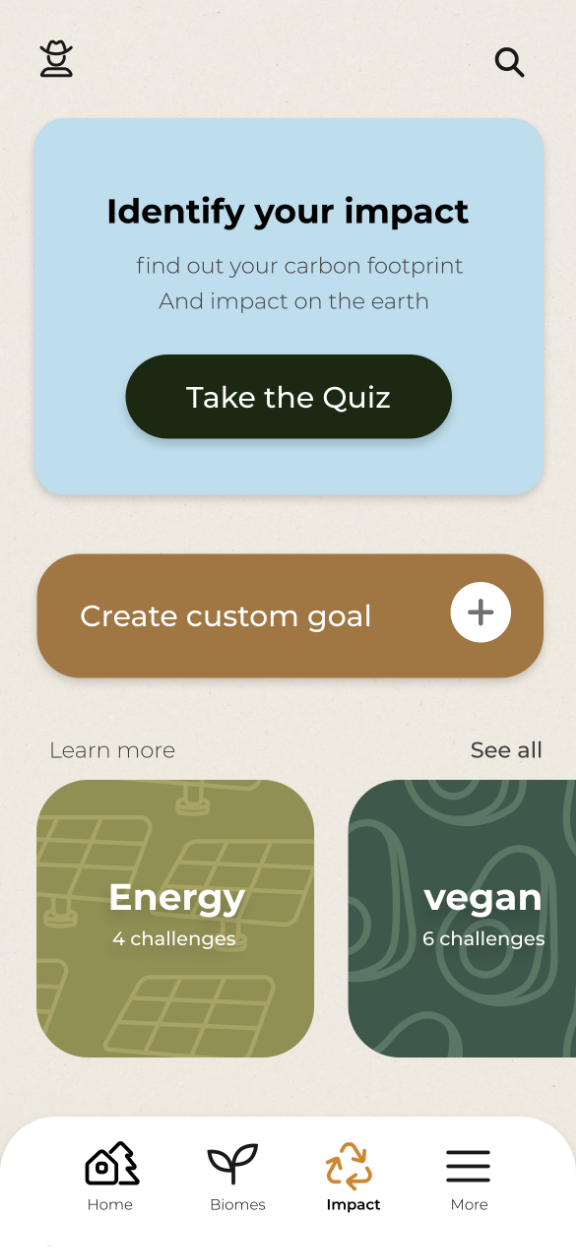 Identify your impact
find out your carbon footprint
And impact on the earth
Take the Quiz
Create custom goal
Learn more
See all
Energy
4 challenges
vegan
6 challenges
Home
Biomes
Impact
More